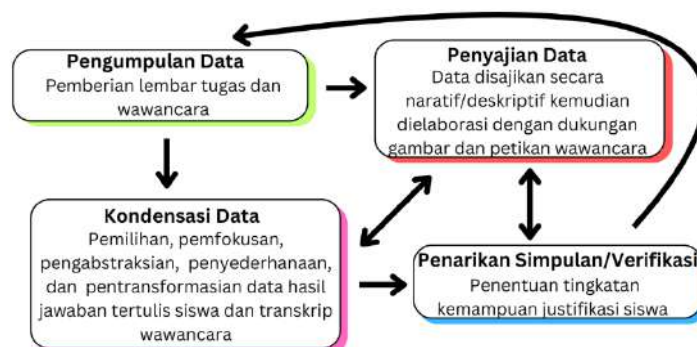 Pengumpulan Data
Pemberian lembar tugas dan
wawancara
Penyajian Data
Data disajikan secara
naratif/deskriptif kemudian
dielaborasi dengan dukungan
gambar dan petikan wawancara
Kondensasi Data
Pemilihan, pemfokusan,
pengabstraksian, penyederhanaan,
dan pentransformasian data hasil
jawaban tertulis siswa dan transkrip
wawancara
Penarikan Simpulan/Verifikasi
Penentuan tingkatan
kemampuan justifikasi siswa